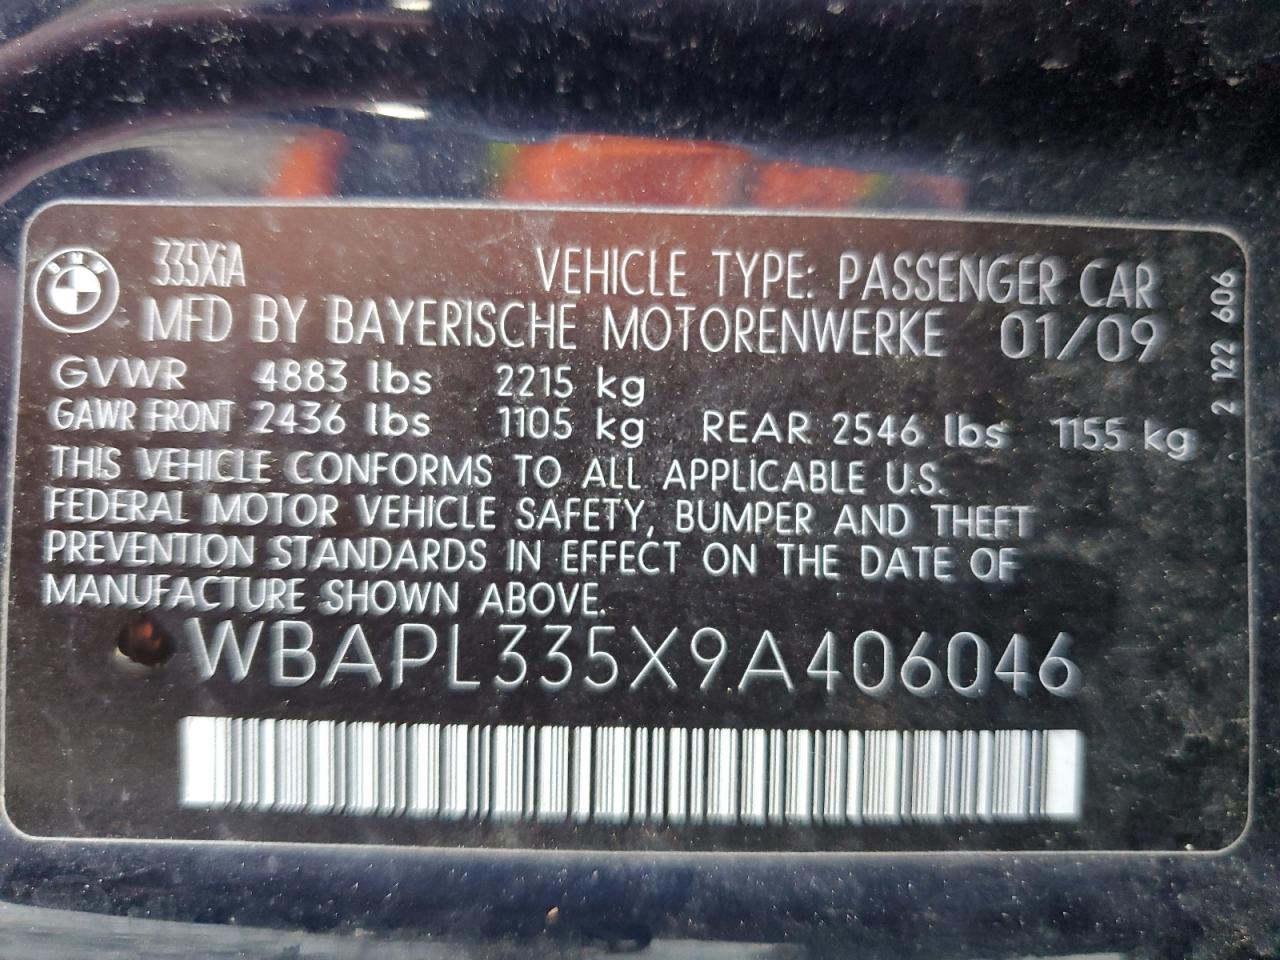 BMW 335XiA VEHICLE TYPE: PASSENGER CAR
MFD BY BAYERISCHE MOTORENWERKE 01/09
GVWR 4883 lbs 2215 kg
GAWR FRONT 2436 lbs 1105 kg REAR 2546 lbs 1155 kg
THIS VEHICLE CONFORMS TO ALL APPLICABLE U.S.
FEDERAL MOTOR VEHICLE SAFETY, BUMPER AND THEFT
PREVENTION STANDARDS IN EFFECT ON THE DATE OF
MANUFACTURE SHOWN ABOVE.
WBAPL335X9A406046
2 122 606